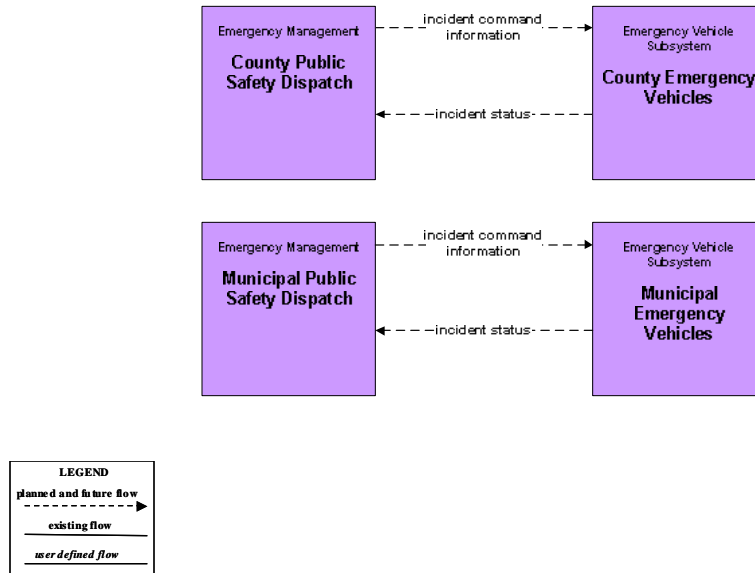 Emergency Management
County Public
Safety Dispatch
incident command
information
incident status
Emergency Vehicle
Subsystem
County Emergency
Vehicles
Emergency Management
Municipal Public
Safety Dispatch
incident command
information
incident status
Emergency Vehicle
Subsystem
Municipal
Emergency
Vehicles
LEGEND
planned and future flow
existing flow
user defined flow